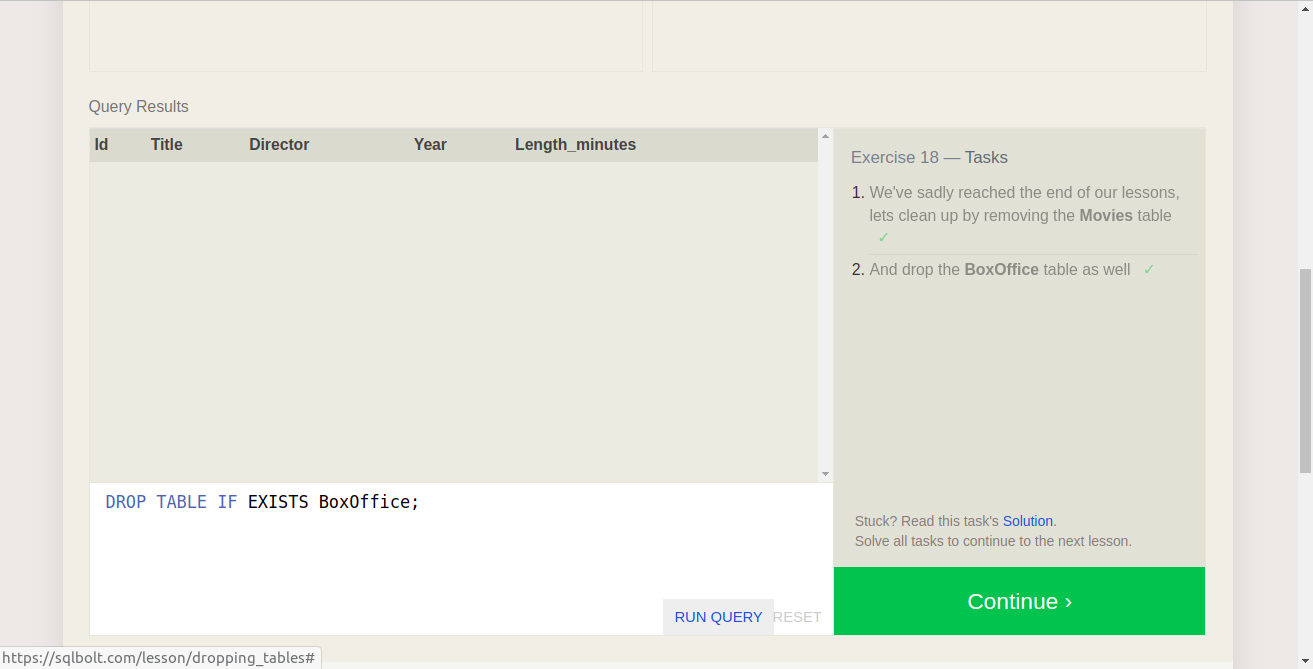 Query Results
Id Title Director Year Length_minutes
Exercise 18 — Tasks
1. We've sadly reached the end of our lessons,
lets clean up by removing the Movies table
✓
2. And drop the BoxOffice table as well ✓
DROP TABLE IF EXISTS BoxOffice;
Stuck? Read this task's Solution.
Solve all tasks to continue to the next lesson.
RUN QUERY RESET
Continue ›
https://sqlbolt.com/lesson/dropping_tables#